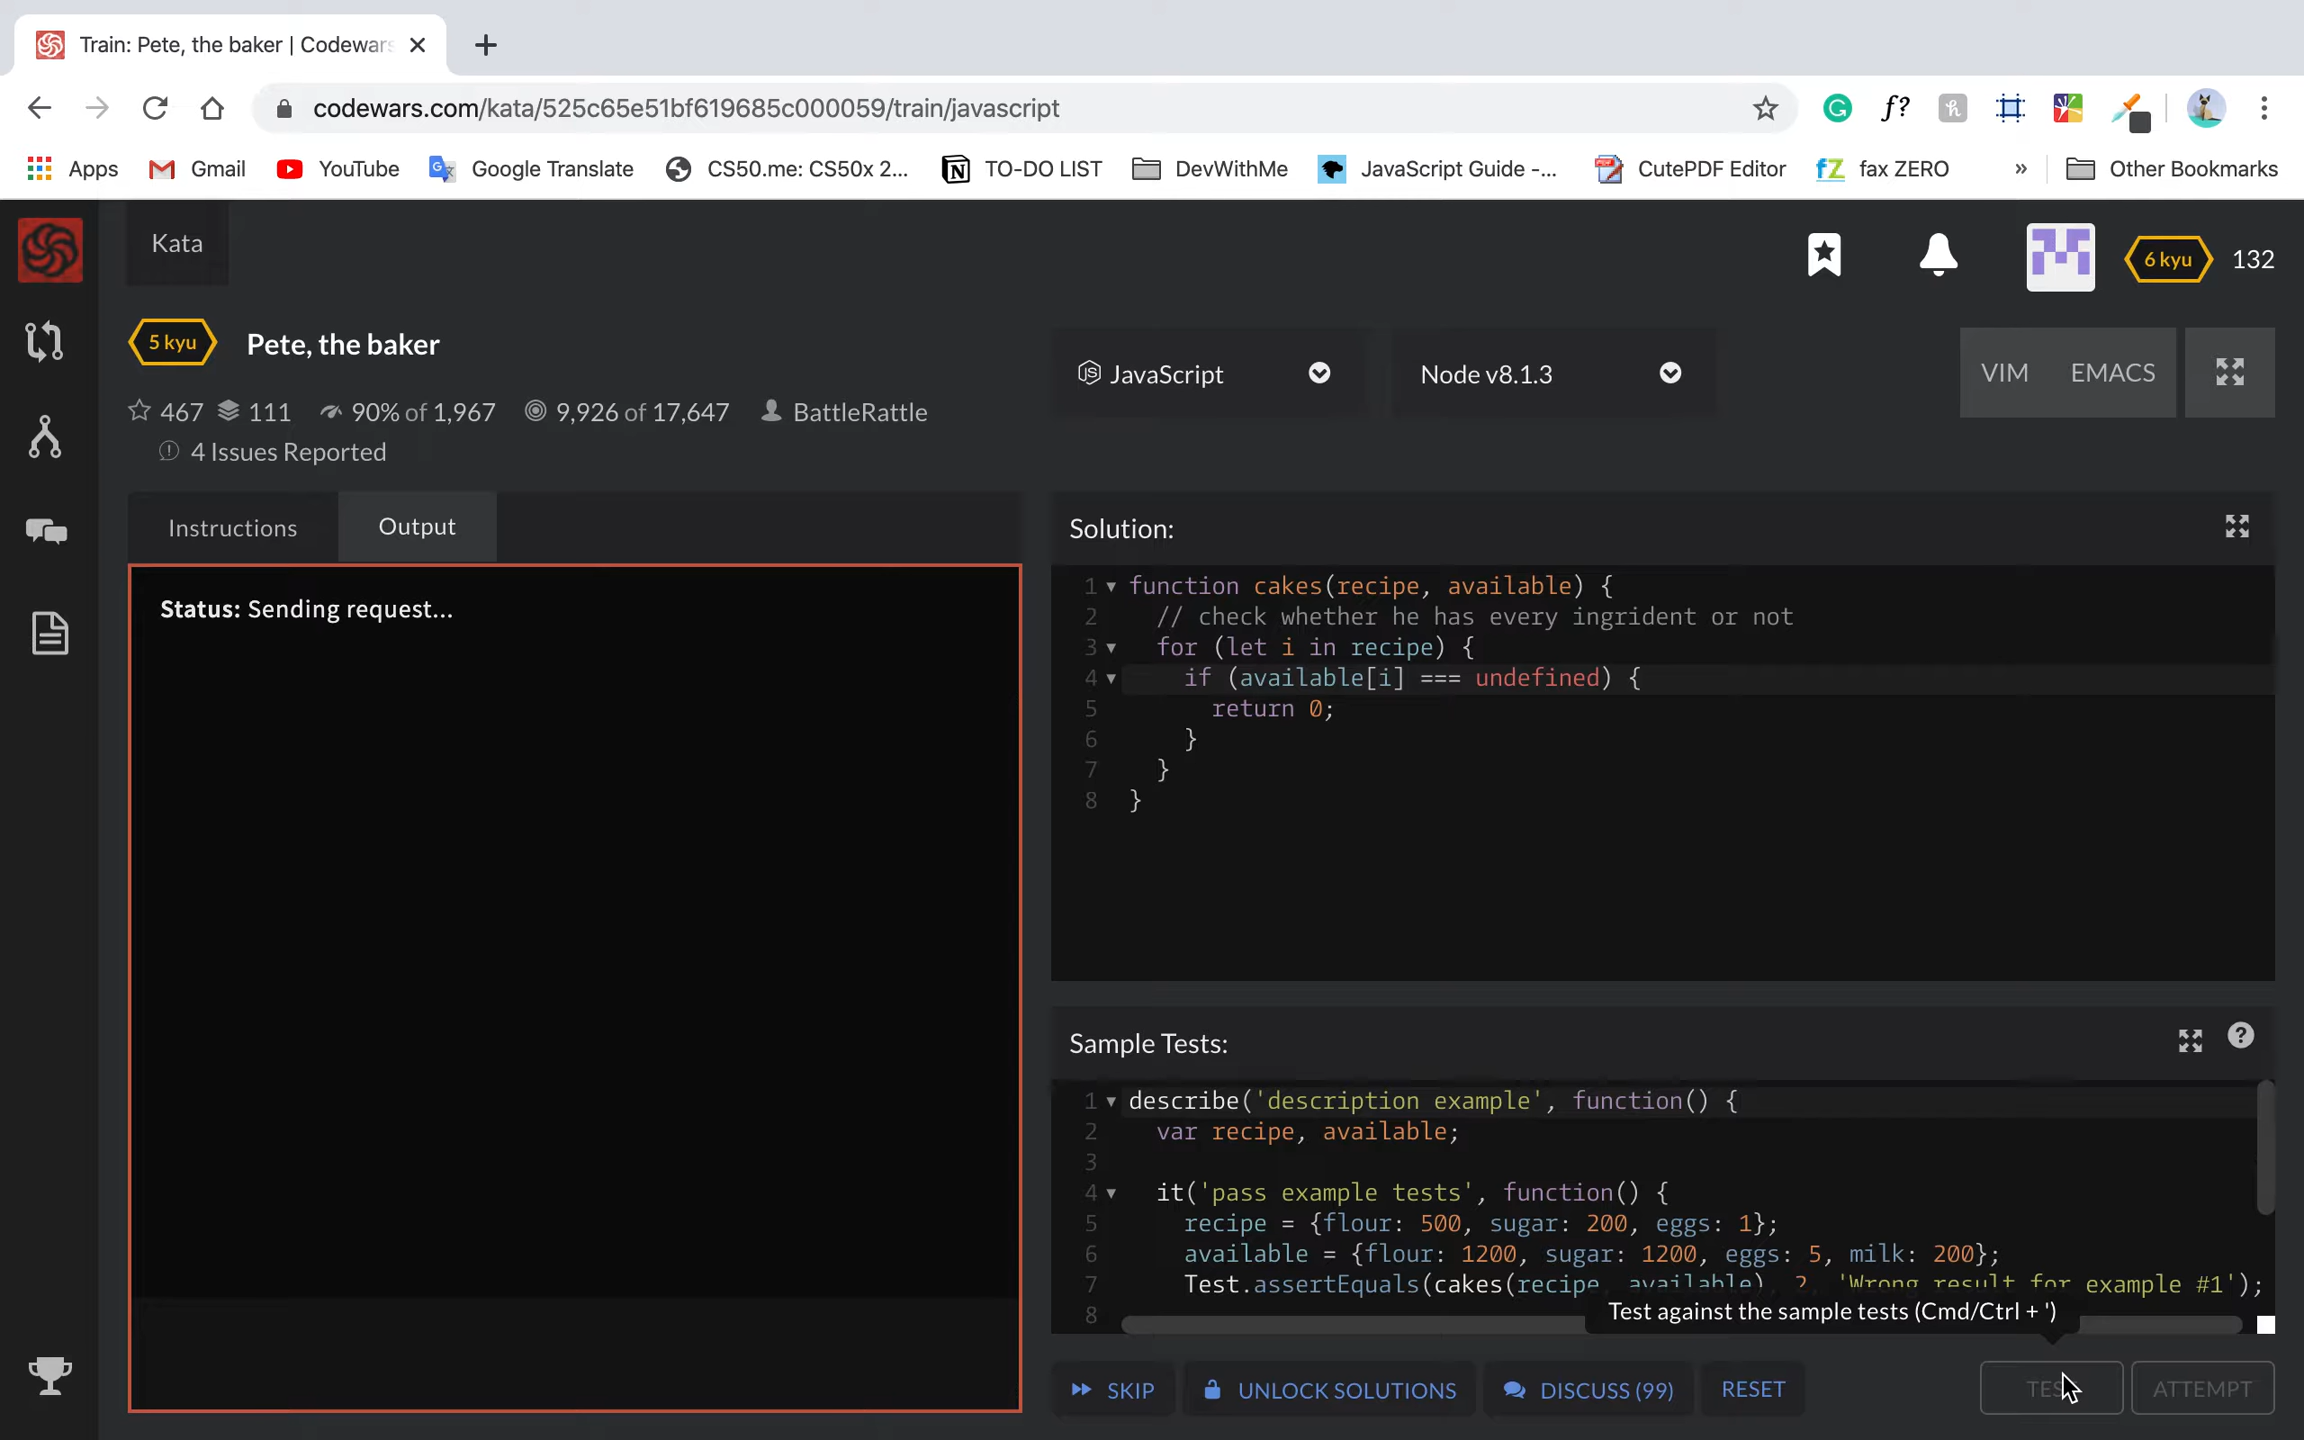 Train: Pete, the baker | Codewars
codewars.com/kata/525c65e51bf619685c000059/train/javascript
Apps Gmail YouTube Google Translate CS50.me: CS50x 2... TO-DO LIST DevWithMe JavaScript Guide -... CutePDF Editor fax ZERO » Other Bookmarks
Kata
6 kyu 132
5 kyu Pete, the baker
JavaScript Node v8.1.3 VIM EMACS
467 111 90% of 1,967 9,926 of 17,647 BattleRattle
4 Issues Reported
Instructions Output
Status: Sending request...
Solution:
1 function cakes(recipe, available) {
2 // check whether he has every ingrident or not
3 for (let i in recipe) {
4 if (available[i] === undefined) {
5 return 0;
6 }
7 }
8 }
Sample Tests:
1 describe('description example', function() {
2 var recipe, available;
3
4 it('pass example tests', function() {
5 recipe = {flour: 500, sugar: 200, eggs: 1};
6 available = {flour: 1200, sugar: 1200, eggs: 5, milk: 200};
7 Test.assertEquals(cakes(recipe, available), 2, 'Wrong result for example #1');
8
Test against the sample tests (Cmd/Ctrl + ')
SKIP UNLOCK SOLUTIONS DISCUSS (99) RESET TEST ATTEMPT